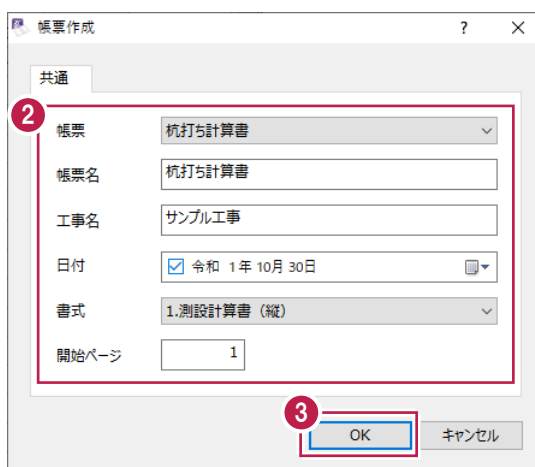 帳票作成 ? ×
共通
2
帳票 杭打ち計算書
帳票名 杭打ち計算書
工事名 サンプル工事
日付 令和 1年 10月 30日
書式 1.測設計算書（縦）
開始ページ 1
3
OK キャンセル